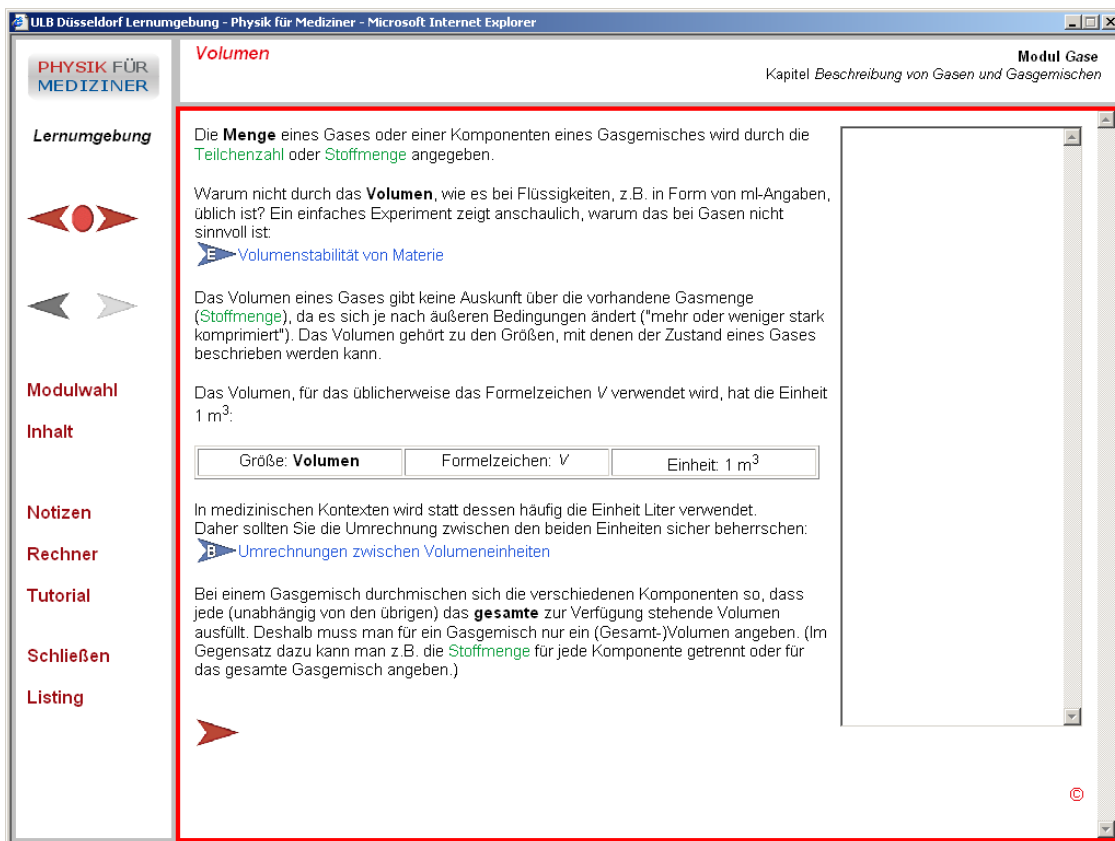 ULB Düsseldorf Lernumgebung - Physik für Mediziner - Microsoft Internet Explorer
PHYSIK FÜR
MEDIZINER
Lernumgebung
Modulwahl
Inhalt
Notizen
Rechner
Tutorial
Schließen
Listing
Volumen
Modul Gase
Kapitel Beschreibung von Gasen und Gasgemischen
Die Menge eines Gases oder einer Komponenten eines Gasgemisches wird durch die
Teilchenzahl oder Stoffmenge angegeben.
Warum nicht durch das Volumen, wie es bei Flüssigkeiten, z.B. in Form von ml-Angaben,
üblich ist? Ein einfaches Experiment zeigt anschaulich, warum das bei Gasen nicht
sinnvoll ist:
E Volumenstabilität von Materie
Das Volumen eines Gases gibt keine Auskunft über die vorhandene Gasmenge
(Stoffmenge), da es sich je nach äußeren Bedingungen ändert ("mehr oder weniger stark
komprimiert"). Das Volumen gehört zu den Größen, mit denen der Zustand eines Gases
beschrieben werden kann.
Das Volumen, für das üblicherweise das Formelzeichen V verwendet wird, hat die Einheit
1 m³:
Größe: Volumen Formelzeichen: V Einheit: 1 m³
In medizinischen Kontexten wird statt dessen häufig die Einheit Liter verwendet.
Daher sollten Sie die Umrechnung zwischen den beiden Einheiten sicher beherrschen:
B Umrechnungen zwischen Volumeneinheiten
Bei einem Gasgemisch durchmischen sich die verschiedenen Komponenten so, dass
jede (unabhängig von den übrigen) das gesamte zur Verfügung stehende Volumen
ausfüllt. Deshalb muss man für ein Gasgemisch nur ein (Gesamt-)Volumen angeben. (Im
Gegensatz dazu kann man z.B. die Stoffmenge für jede Komponente getrennt oder für
das gesamte Gasgemisch angeben.)
©